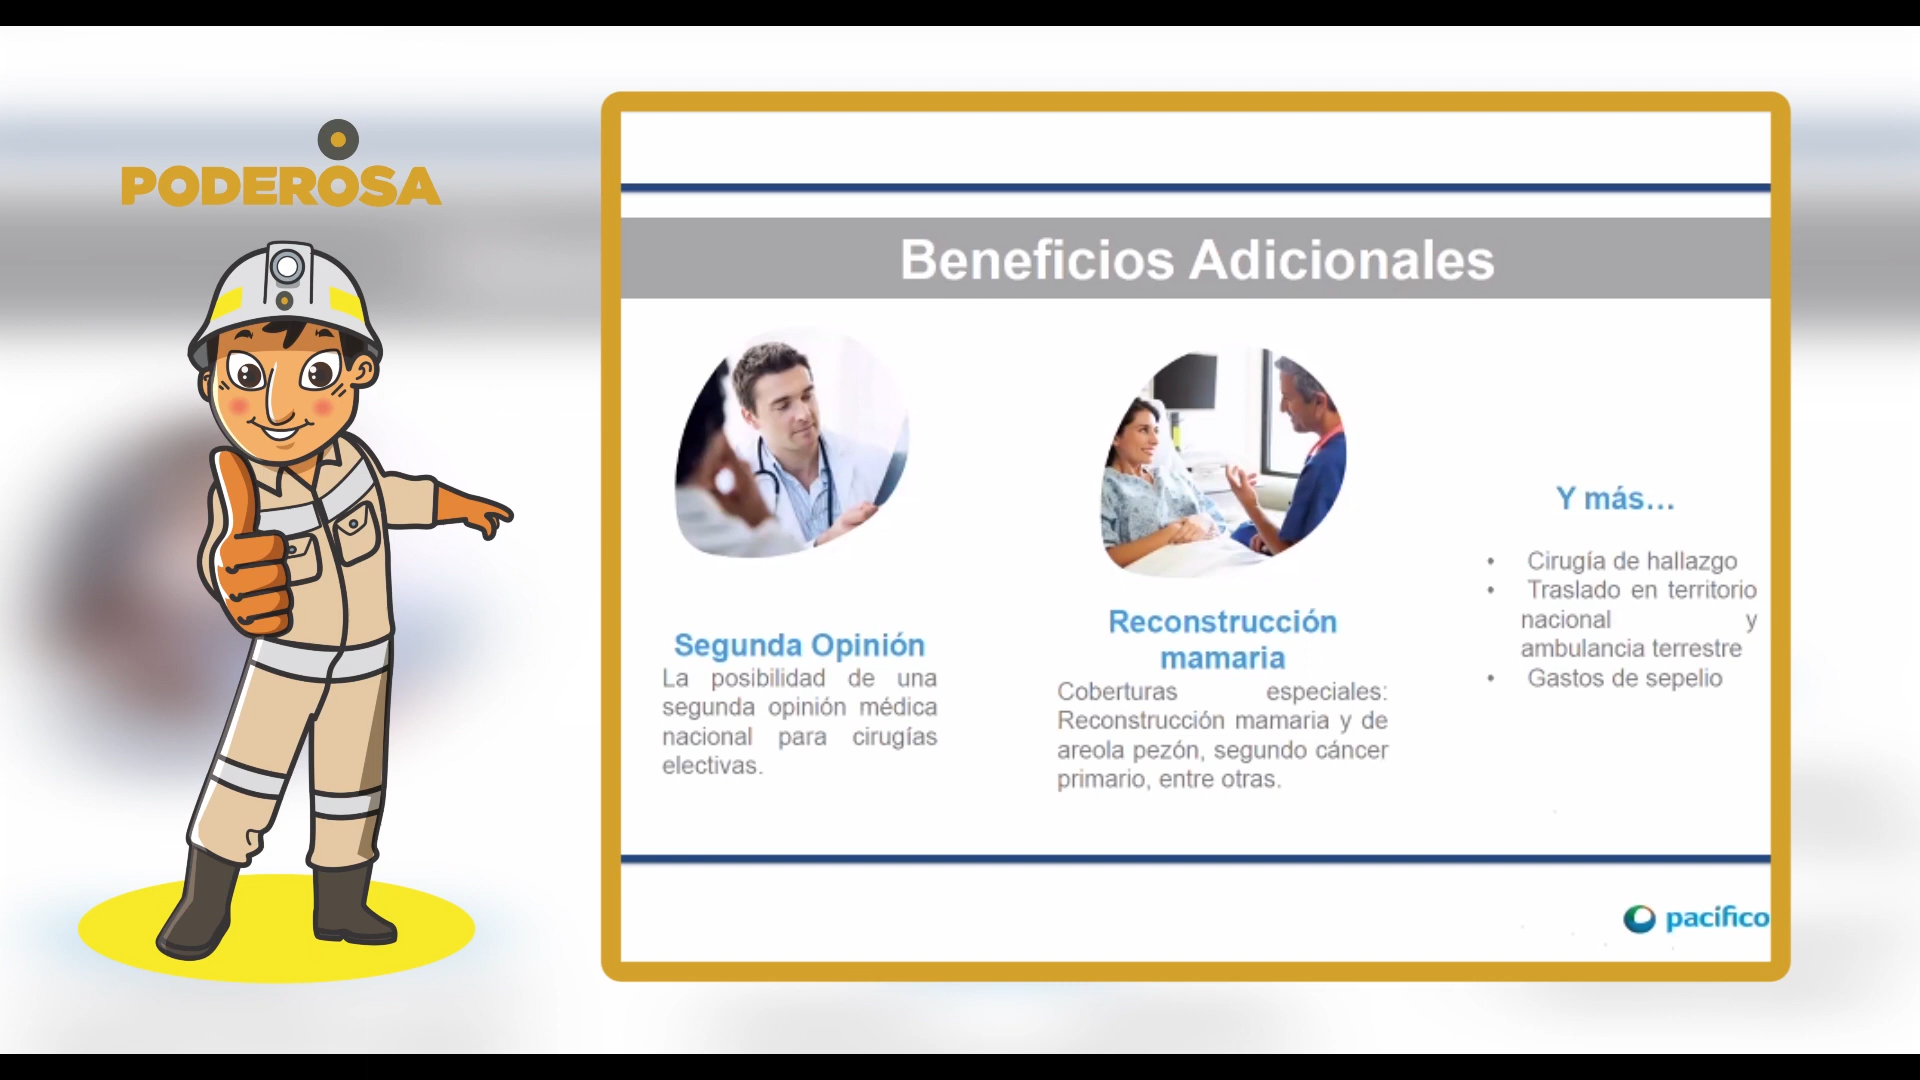 PODEROSA
Beneficios Adicionales
Segunda Opinión
La posibilidad de una
segunda opinión médica
nacional para cirugías
electivas.
Reconstrucción
mamaria
Coberturas especiales:
Reconstrucción mamaria y de
areola pezón, segundo cáncer
primario, entre otras.
Y más...
• Cirugía de hallazgo
• Traslado en territorio
nacional y
ambulancia terrestre
• Gastos de sepelio
pacifico